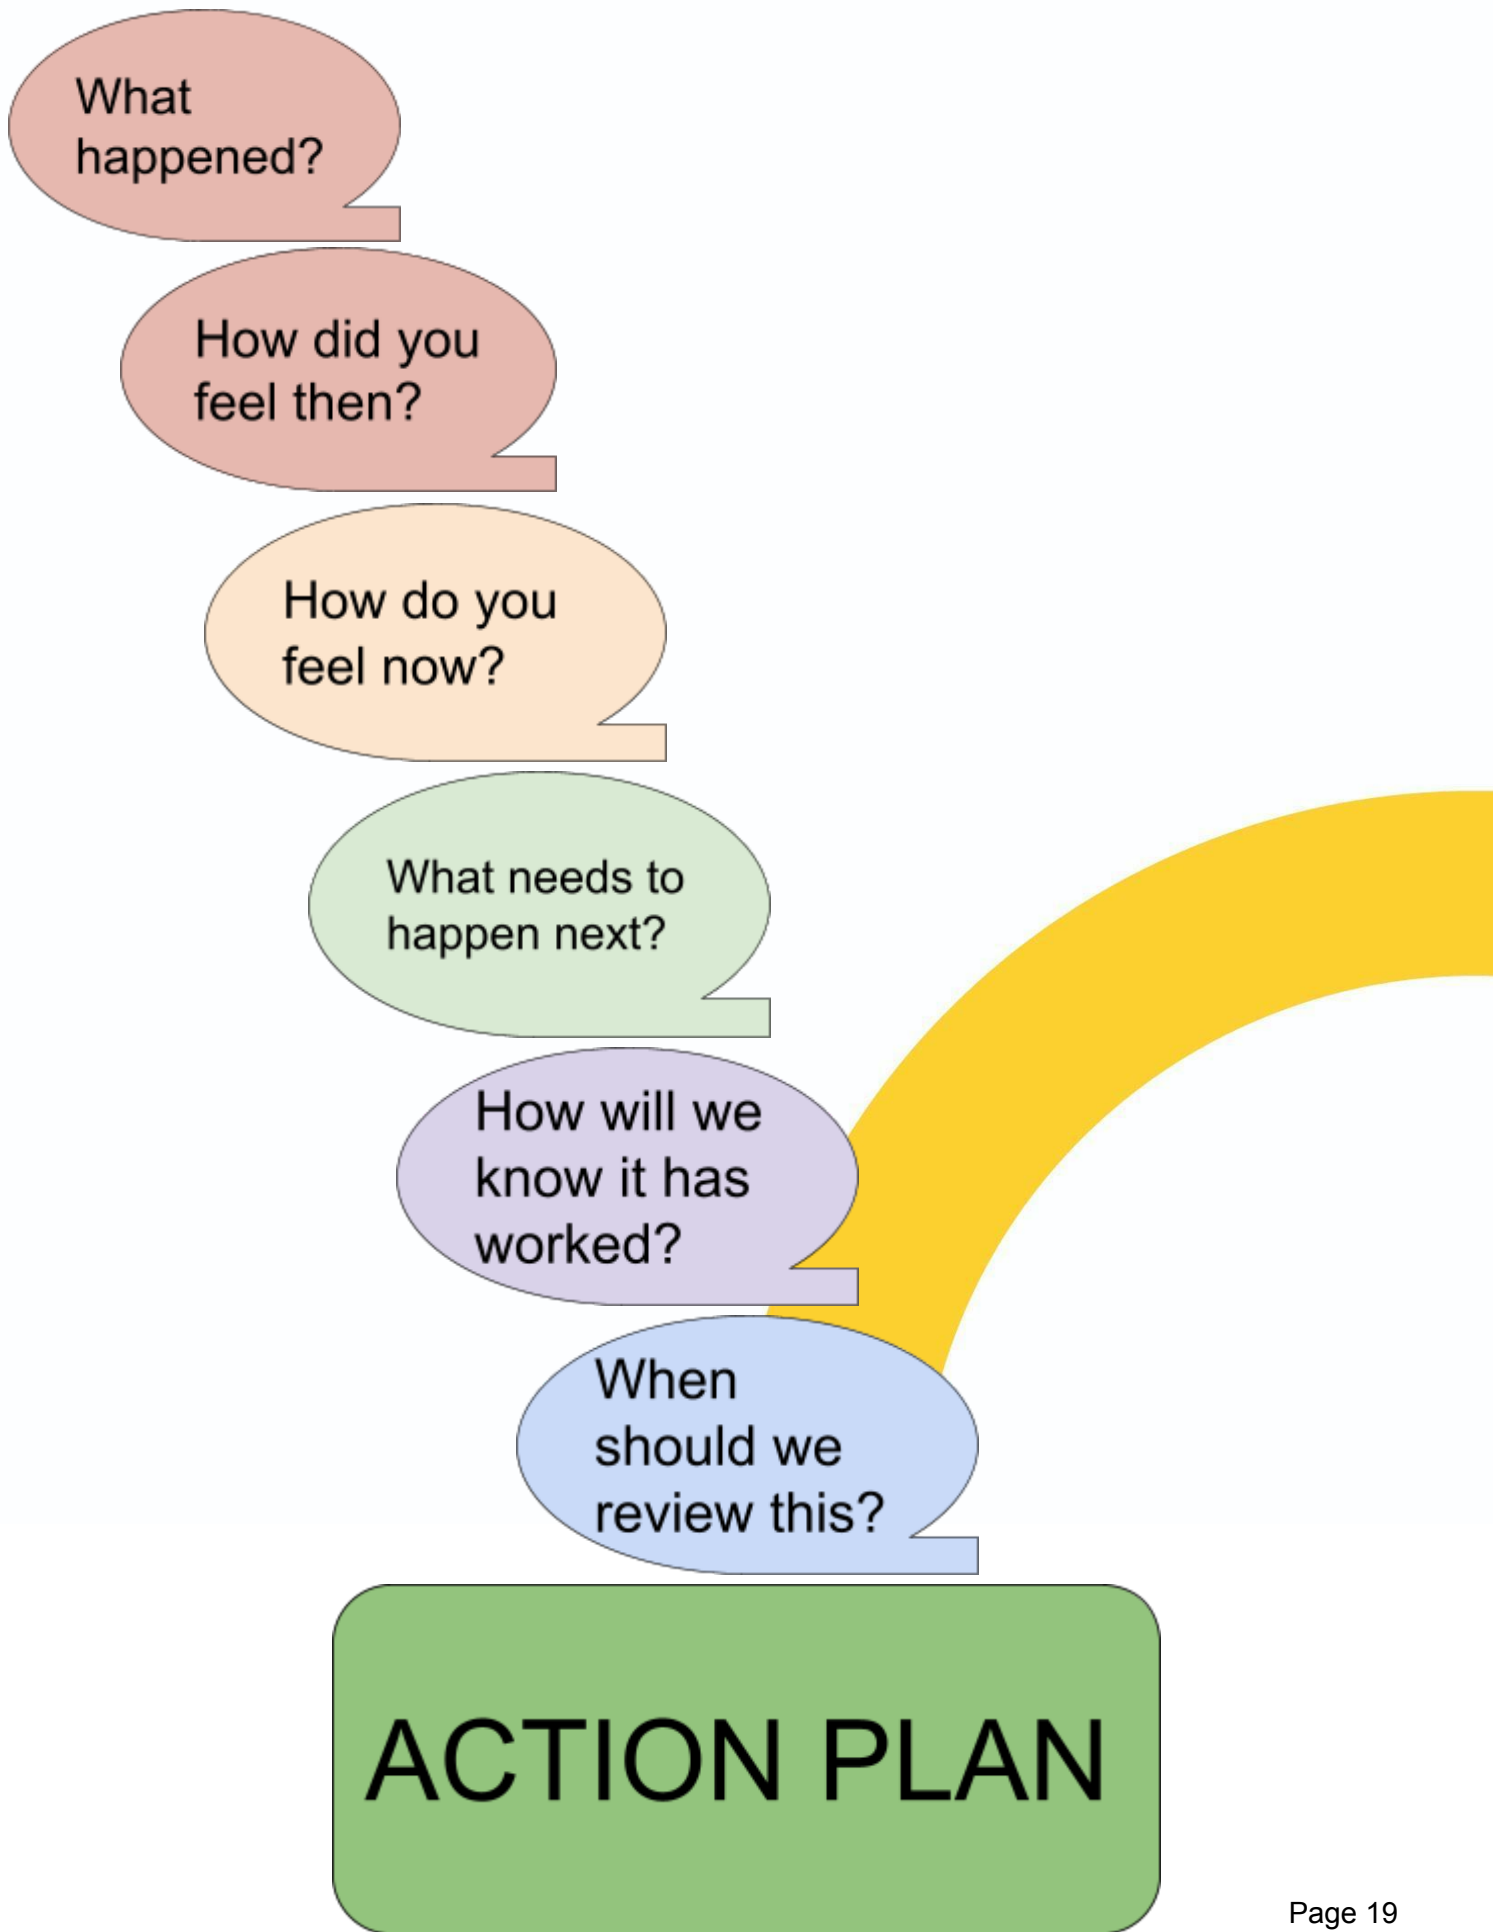 What
happened?
How did you
feel then?
How do you
feel now?
What needs to
happen next?
How will we
know it has
worked?
When
should we
review this?
ACTION PLAN
Page 19